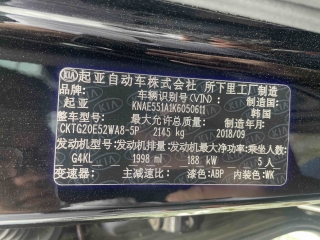 KIA 起亚自动车株式会社 所下里工厂制造
车辆识别号(VIN): 制造国:
KNAE551A1K6050611 韩国
整车型号: 最大允许总质量: 制造年月:
CKTG20E52WA8-5P 2145 kg 2018/09
发动机型号:发动机排量:发动机最大净功率:乘坐人数:
G4KL 1998 ml 188 kW 5人
变速器: 主减速比: 漆色:ABP 内装色:WK